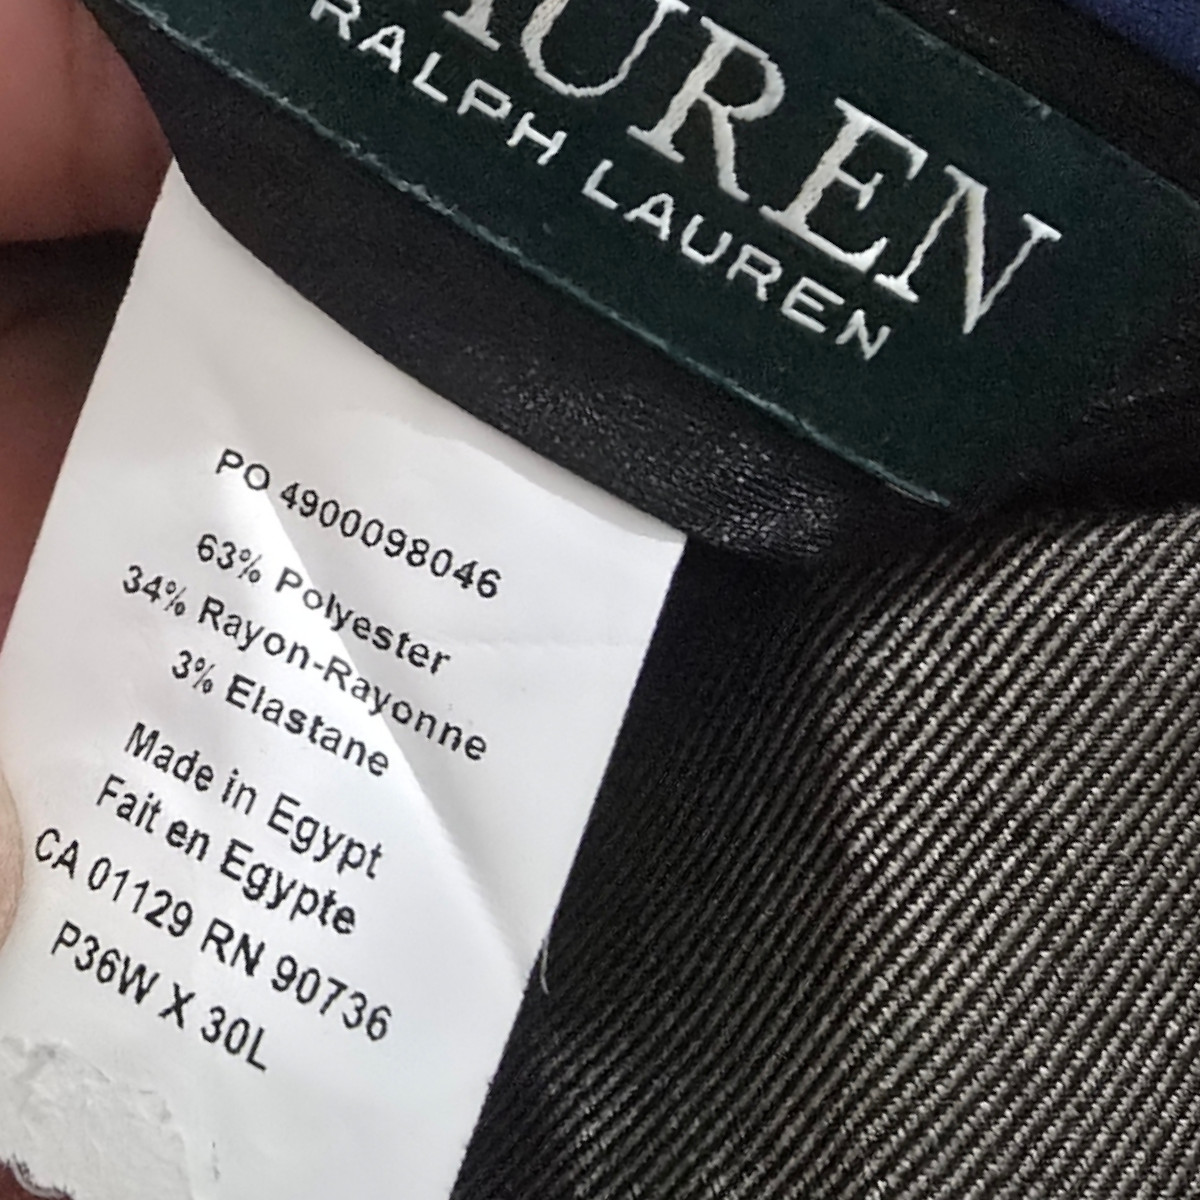 AUREN
RALPH LAUREN
PO 4900098046
63% Polyester
34% Rayon-Rayonne
3% Elastane
Made in Egypt
Fait en Egypte
CA 01129 RN 90736
P36W X 30L